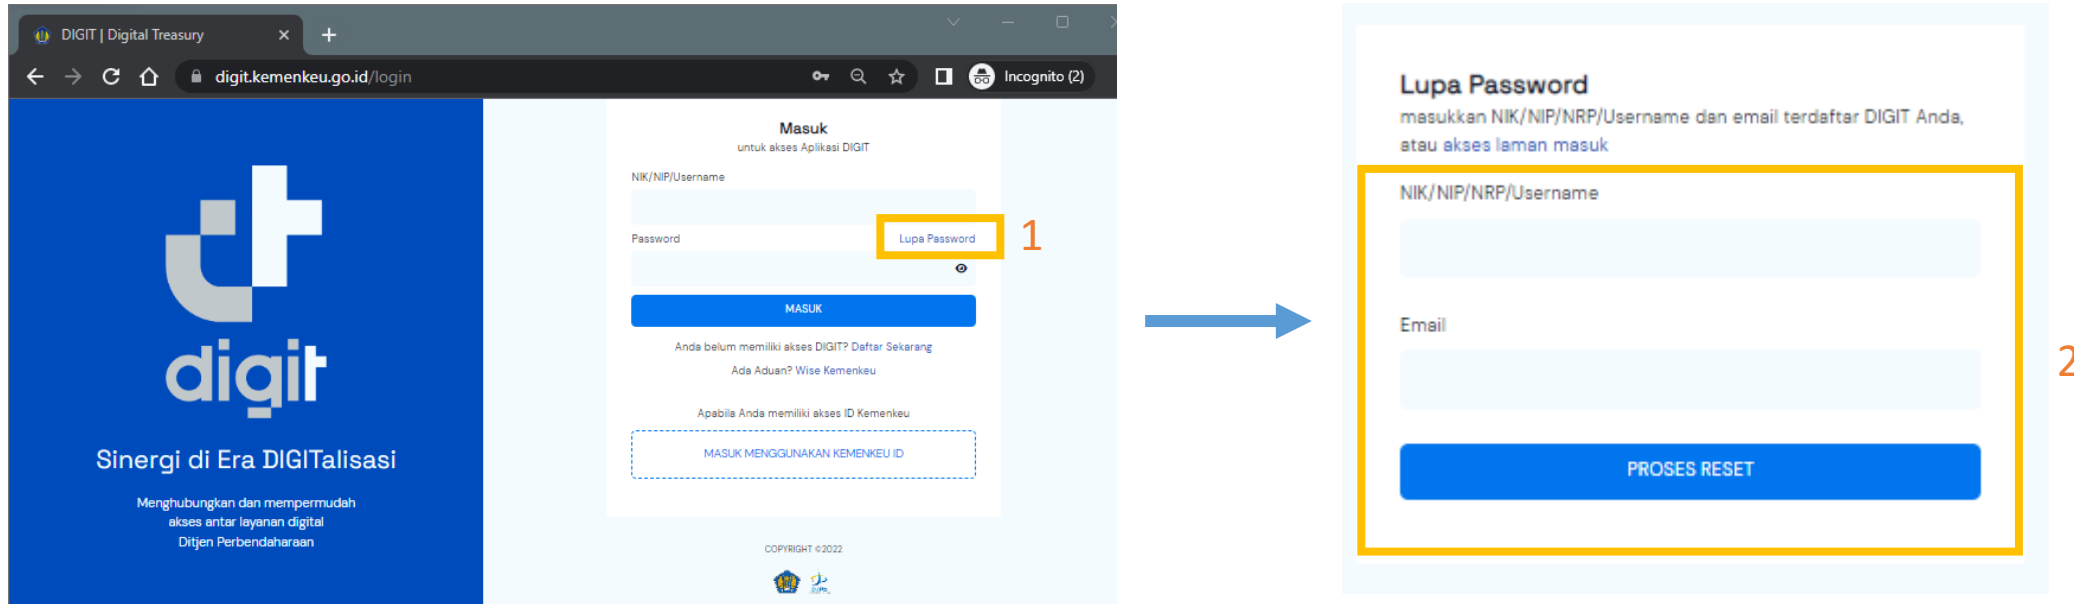 DIGIT | Digital Treasury
digit.kemenkeu.go.id/login
Incognito (2)
digit
Sinergi di Era DIGITalisasi
Menghubungkan dan mempermudah
akses antar layanan digital
Ditjen Perbendaharaan
Masuk
untuk akses Aplikasi DIGIT
NIK/NIP/Username
Password
Lupa Password
1
MASUK
Anda belum memiliki akses DIGIT? Daftar Sekarang
Ada Aduan? Wise Kemenkeu
Apabila Anda memiliki akses ID Kemenkeu
MASUK MENGGUNAKAN KEMENKEU ID
COPYRIGHT ©2022
Lupa Password
masukkan NIK/NIP/NRP/Username dan email terdaftar DIGIT Anda,
atau akses laman masuk
NIK/NIP/NRP/Username
Email
2
PROSES RESET